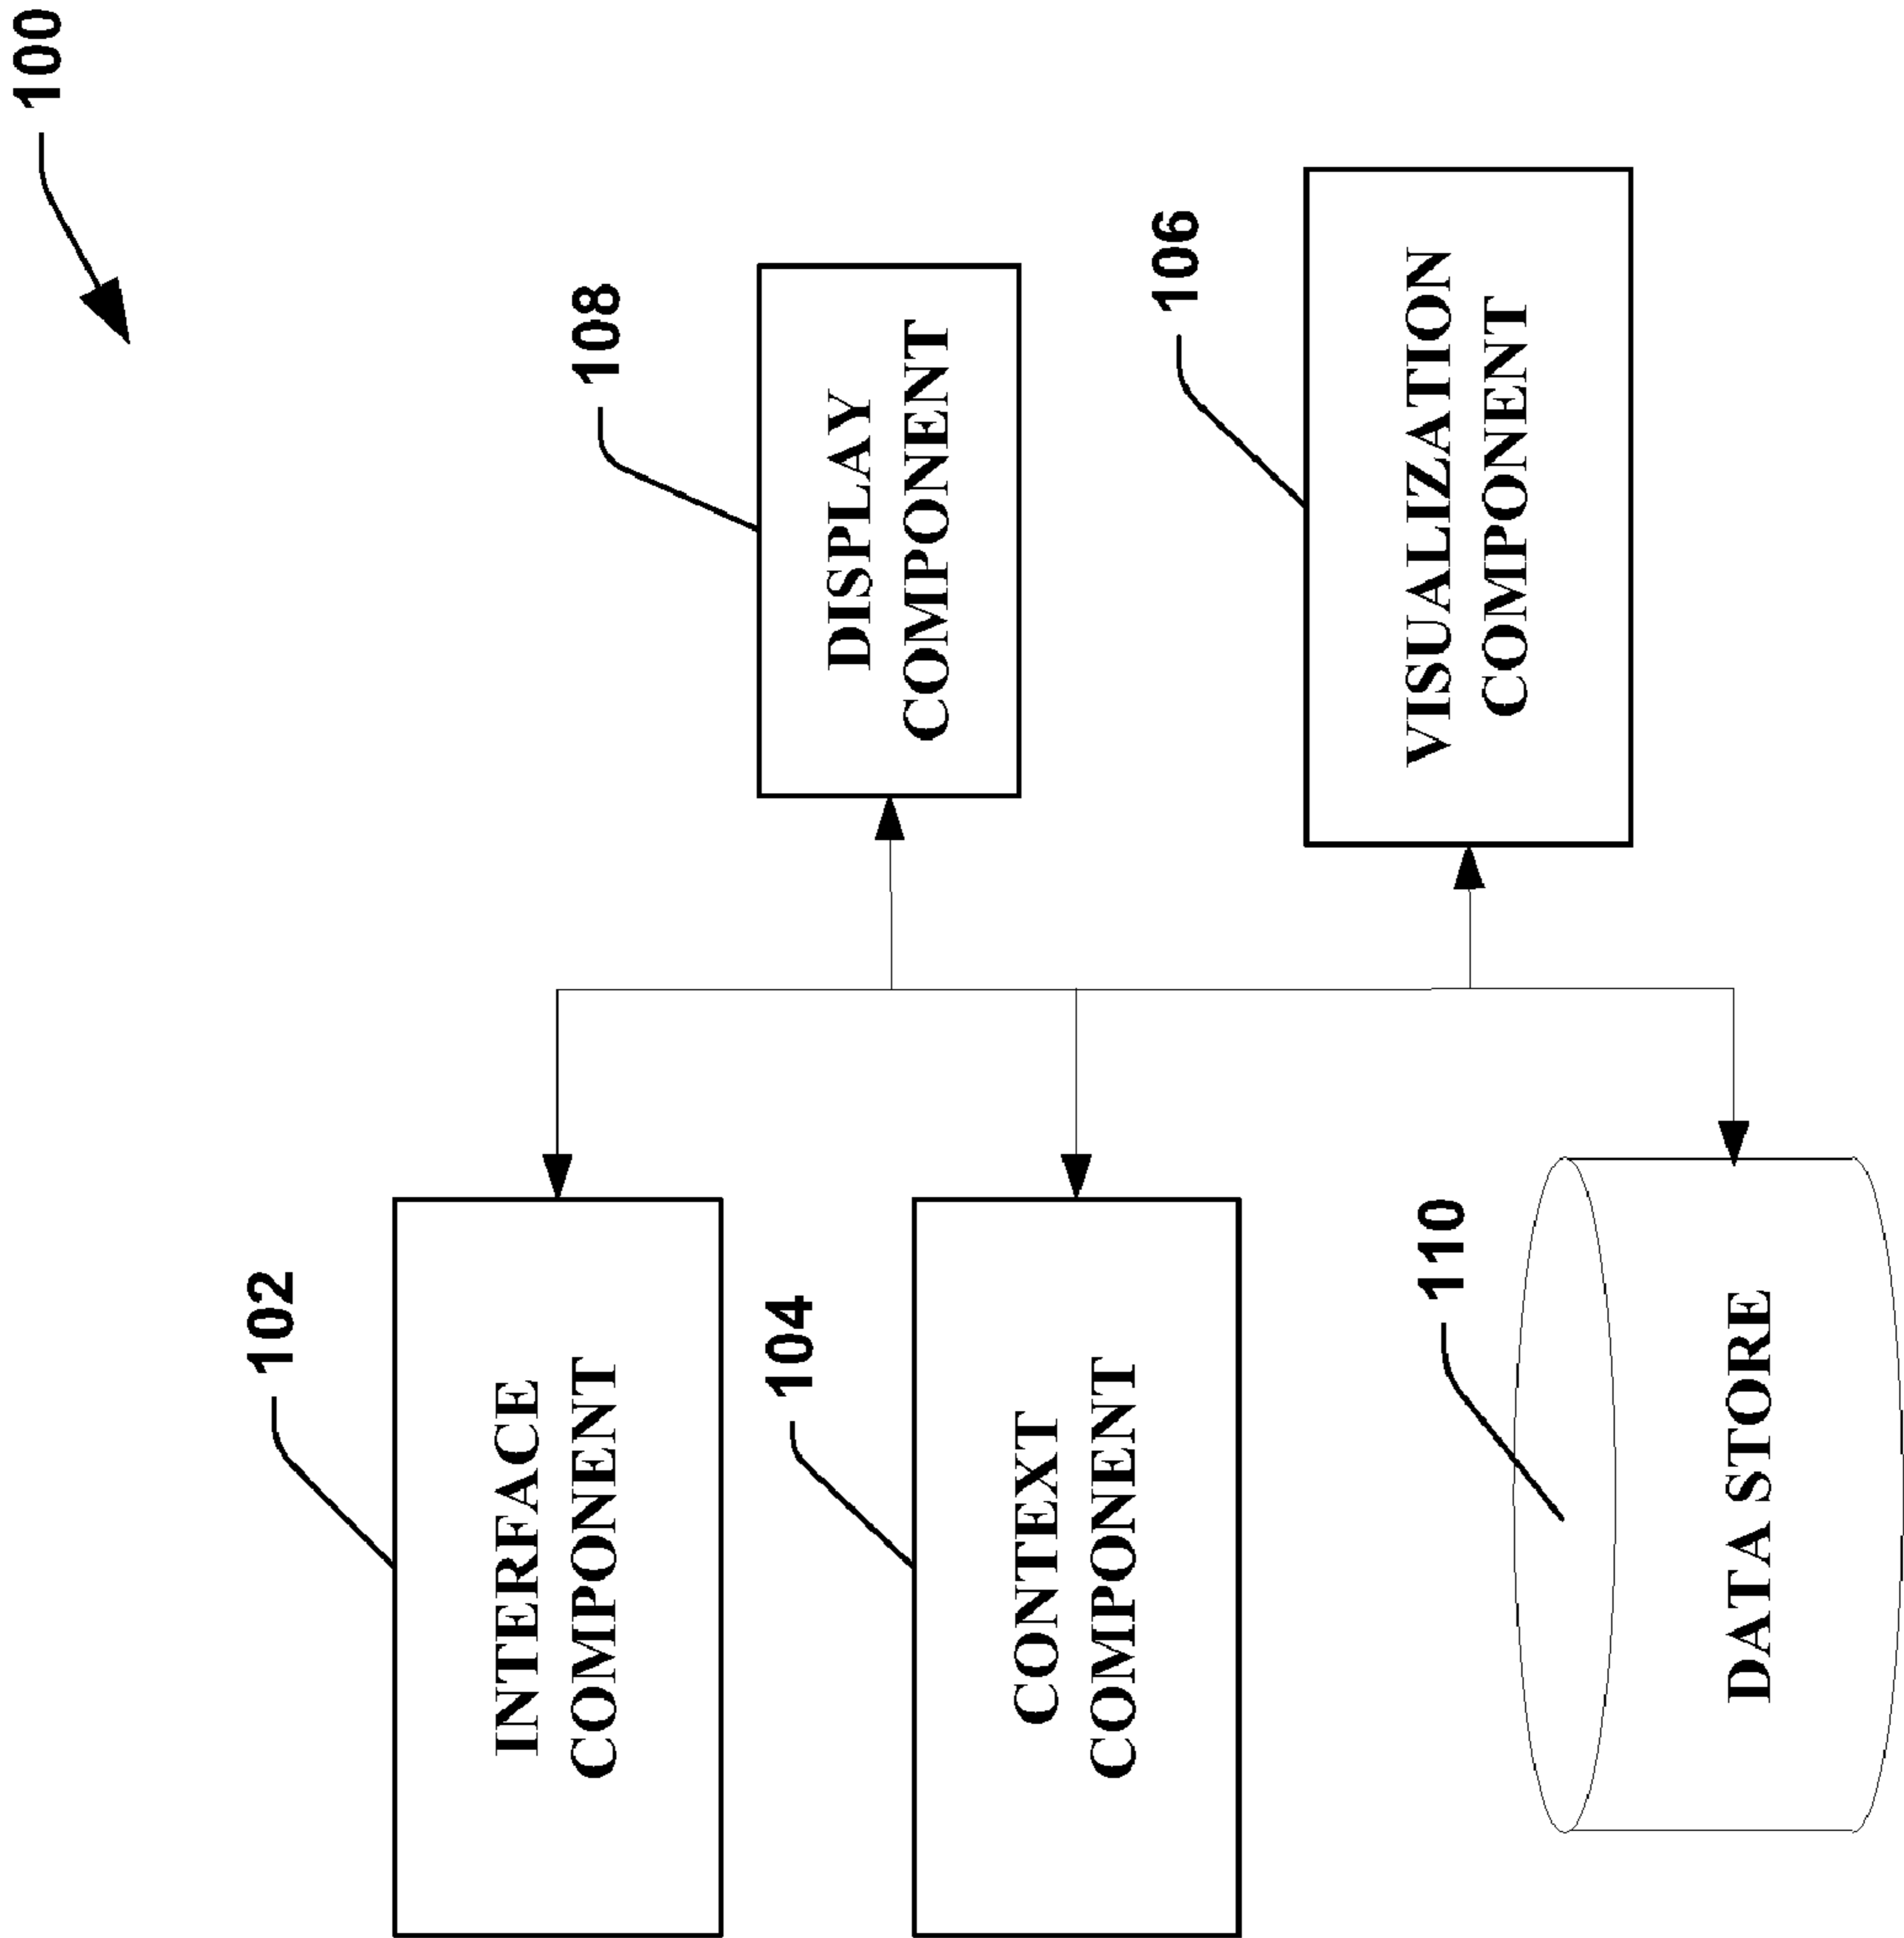 100
102
INTERFACE
COMPONENT
108
DISPLAY
COMPONENT
104
CONTEXT
COMPONENT
106
VISUALIZATION
COMPONENT
110
DATA STORE